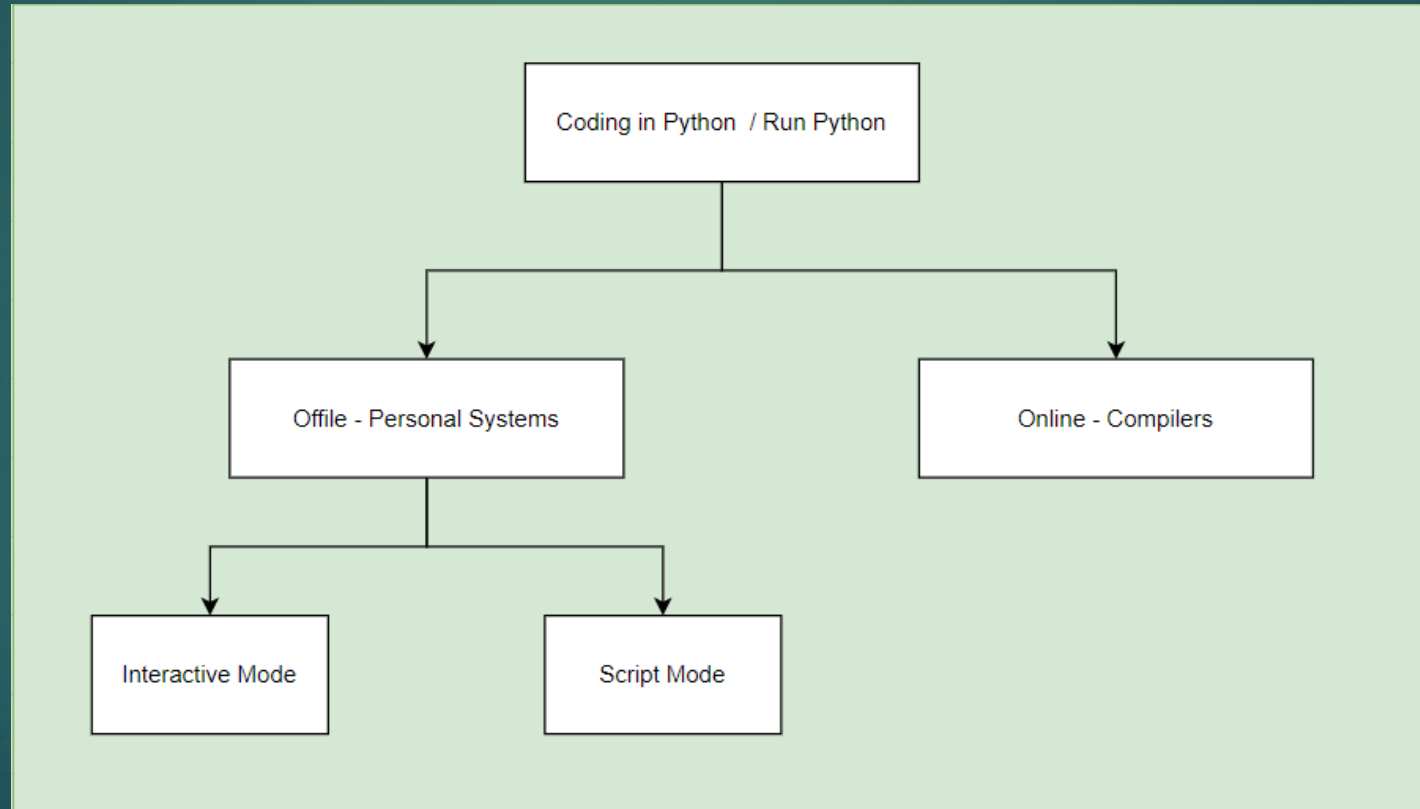 Coding in Python / Run Python
Offile - Personal Systems
Online - Compilers
Interactive Mode
Script Mode